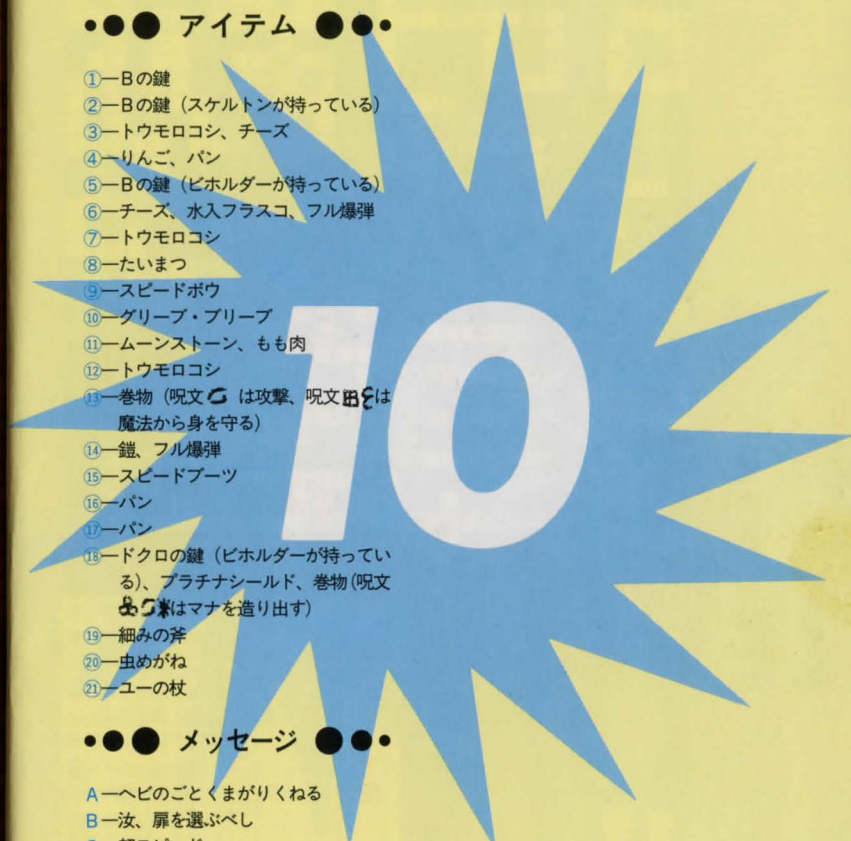 アイテム
①—Bの鍵
②—Bの鍵（スケルトンが持っている）
③—トウモロコシ、チーズ
④—りんご、パン
⑤—Bの鍵（ビホルダーが持っている）
⑥—チーズ、水入フラスコ、フル爆弾
⑦—トウモロコシ
⑧—たいまつ
⑨—スピードボウ
⑩—グリーブ・ブリーブ
⑪—ムーンストーン、もも肉
⑫—トウモロコシ
⑬—巻物（呪文 は攻撃、呪文 は
魔法から身を守る）
⑭—鎧、フル爆弾
⑮—スピードブーツ
⑯—パン
⑰—パン
⑱—ドクロの鍵（ビホルダーが持ってい
る）、プラチナシールド、巻物（呪文
はマナを造り出す）
⑲—細みの斧
⑳—虫めがね
㉑—ユーの杖
メッセージ
A—ヘビのごとくまがりくねる
B—汝、扉を選ぶべし
10